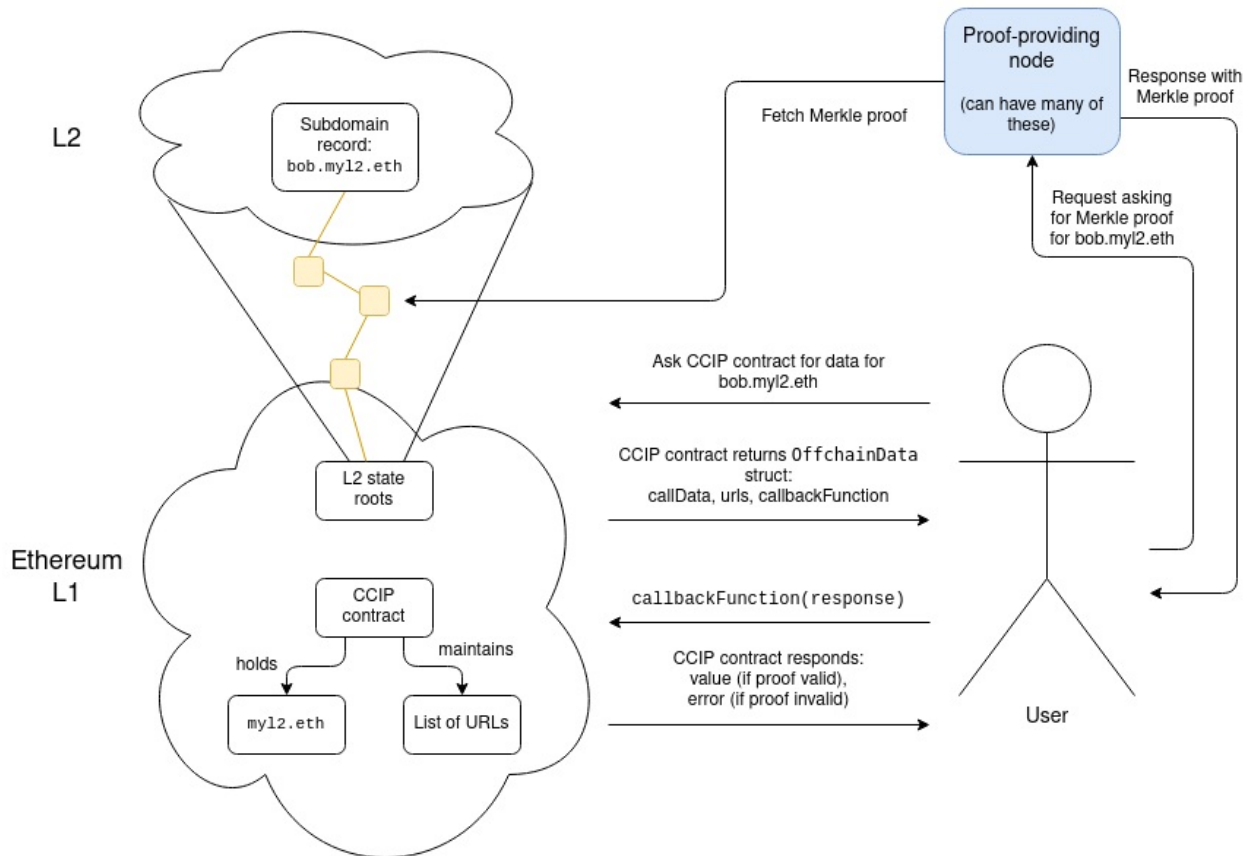 L2
Subdomain
record:
bob.myl2.eth
Proof-providing
node
(can have many of
these)
Fetch Merkle proof
Response with
Merkle proof
Request asking
for Merkle proof
for bob.myl2.eth
Ask CCIP contract for data for
bob.myl2.eth
CCIP contract returns OffchainData
struct:
callData, urls, callbackFunction
L2 state
roots
Ethereum
L1
CCIP
contract
holds
maintains
myl2.eth
List of URLs
callbackFunction(response)
CCIP contract responds:
value (if proof valid),
error (if proof invalid)
User